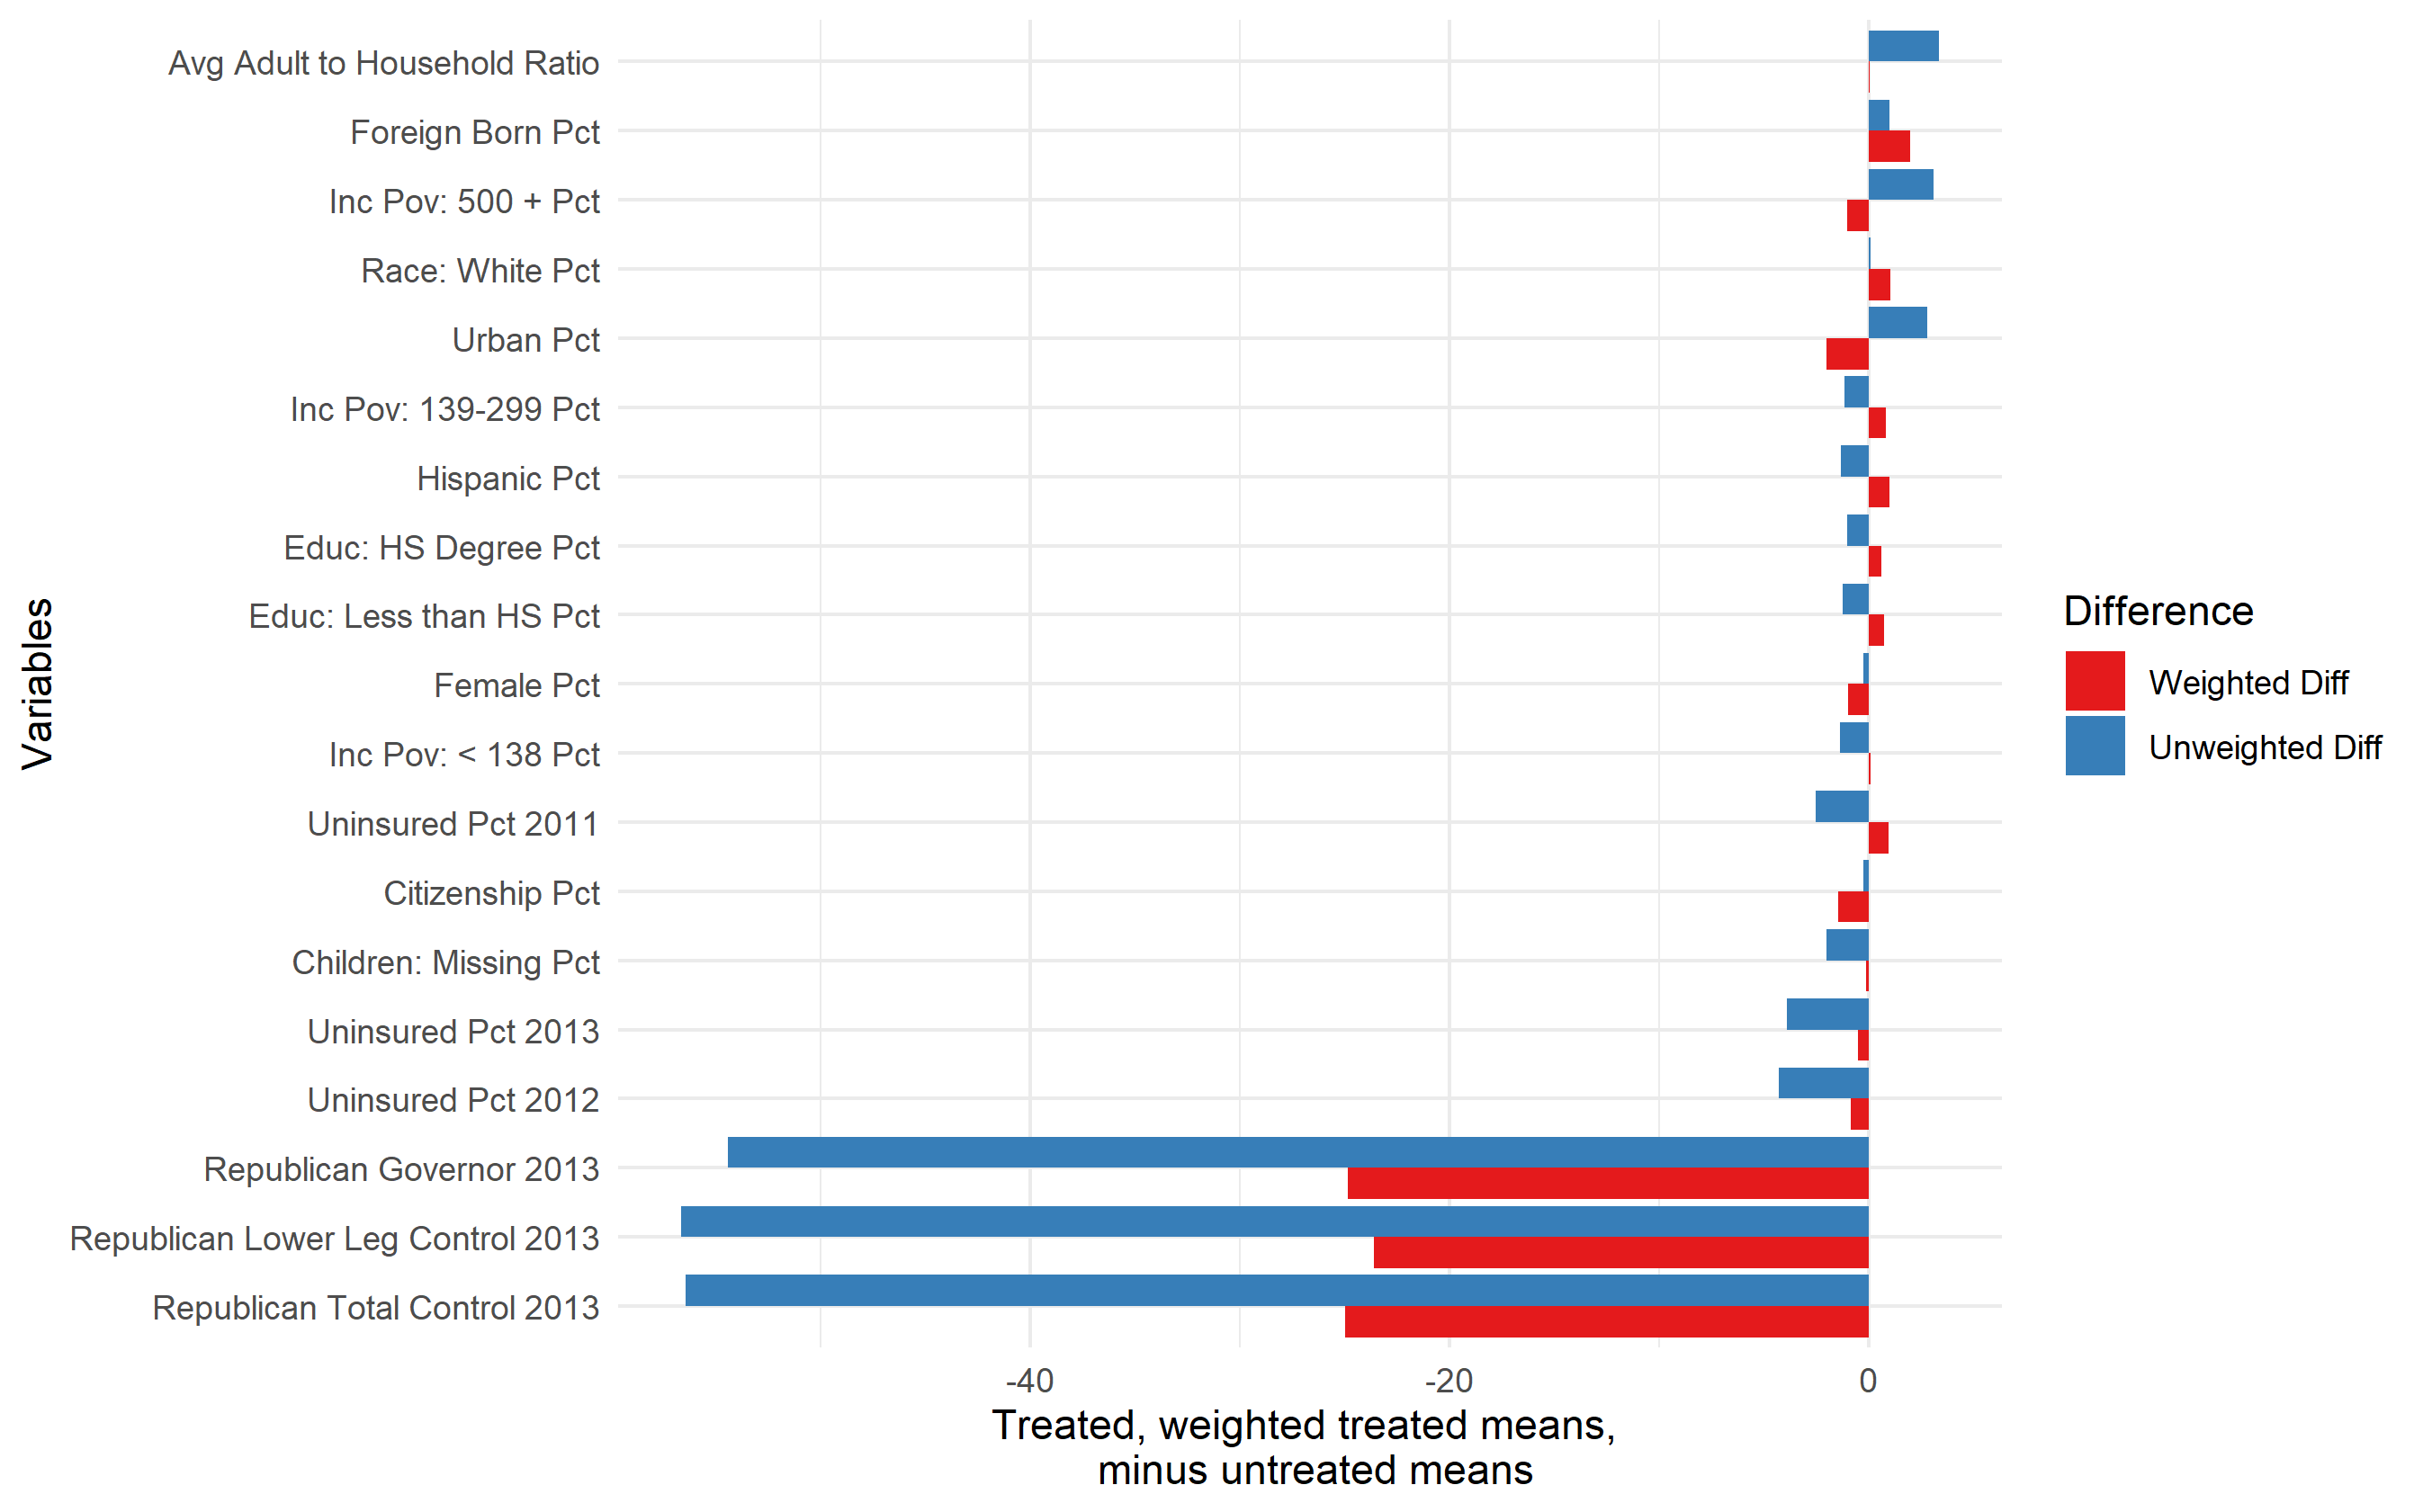 Avg Adult to Household Ratio
Foreign Born Pct
Inc Pov: 500 + Pct
Race: White Pct
Urban Pct
Inc Pov: 139-299 Pct
Hispanic Pct
Educ: HS Degree Pct
Educ: Less than HS Pct
Female Pct
Inc Pov: < 138 Pct
Uninsured Pct 2011
Citizenship Pct
Children: Missing Pct
Uninsured Pct 2013
Uninsured Pct 2012
Republican Governor 2013
Republican Lower Leg Control 2013
Republican Total Control 2013
Variables
-40
-20
0
Treated, weighted treated means,
minus untreated means
Difference
Weighted Diff
Unweighted Diff